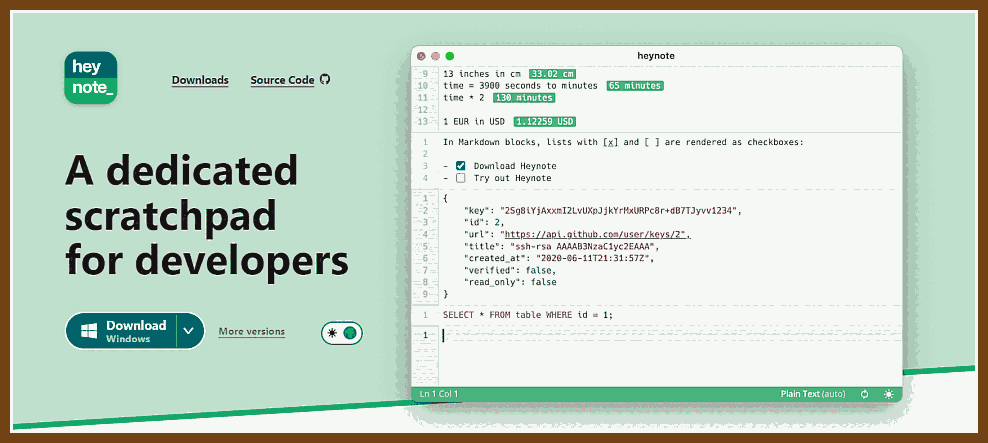 hey
note_
Downloads
Source Code
A dedicated
scratchpad
for developers
Download
Windows
More versions
heynote
9 13 inches in cm 33.02 cm
10 time = 3900 seconds to minutes 65 minutes
11 time * 2 130 minutes
12
13 1 EUR in USD 1.12259 USD
1 In Markdown blocks, lists with [x] and [ ] are rendered as checkboxes:
2
3 - Download Heynote
4 - Try out Heynote
1 {
2 "key": "2Sg8iYjAxxmI2LvUXpJjkYrMxURPc8r+dB7TJyvv1234",
3 "id": 2,
4 "url": "https://api.github.com/user/keys/2",
5 "title": "ssh-rsa AAAAB3NzaC1yc2EAAA",
6 "created_at": "2020-06-11T21:31:57Z",
7 "verified": false,
8 "read_only": false
9 }
1 SELECT * FROM table WHERE id = 1;
1
Ln 1 Col 1
Plain Text (auto)